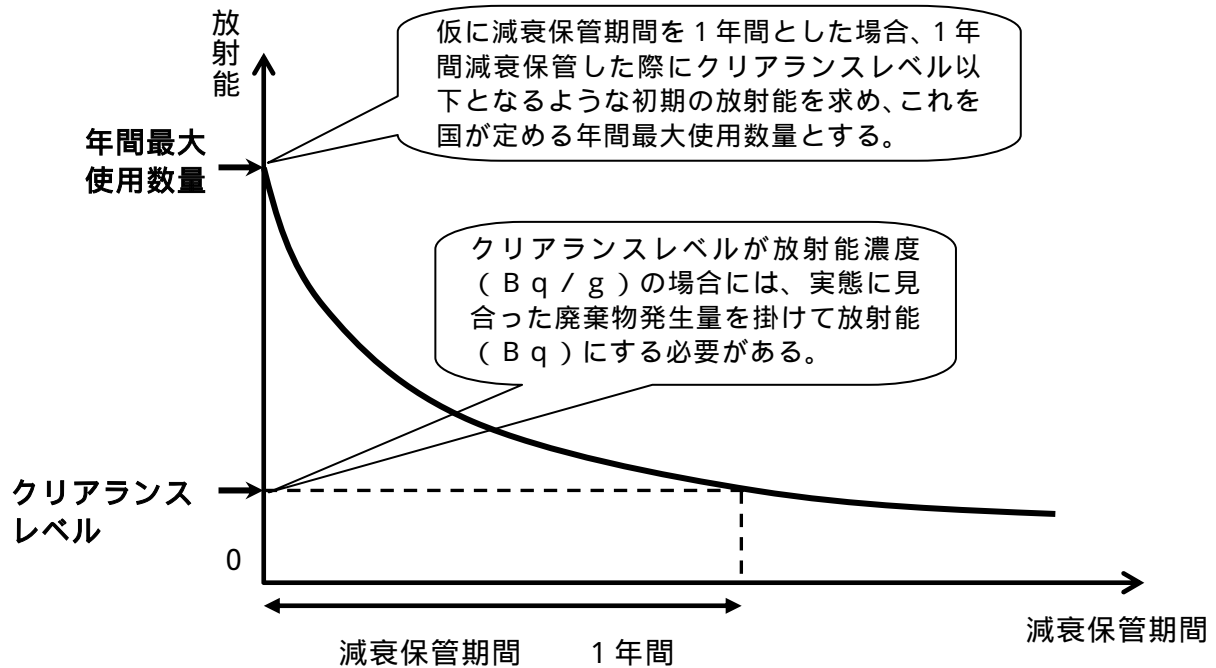 放射能
仮に減衰保管期間を1年間とした場合、1年
間減衰保管した際にクリアランスレベル以
下となるような初期の放射能を求め、これを
国が定める年間最大使用数量とする。
年間最大
使用数量
クリアランスレベルが放射能濃度
(Bq/g)の場合には、実態に見
合った廃棄物発生量を掛けて放射能
(Bq)にする必要がある。
クリアランス
レベル
0
減衰保管期間
減衰保管期間 1年間